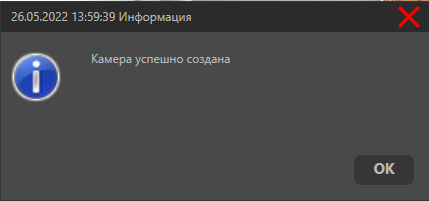 26.05.2022 13:59:39 Информация
Камера успешно создана
OK